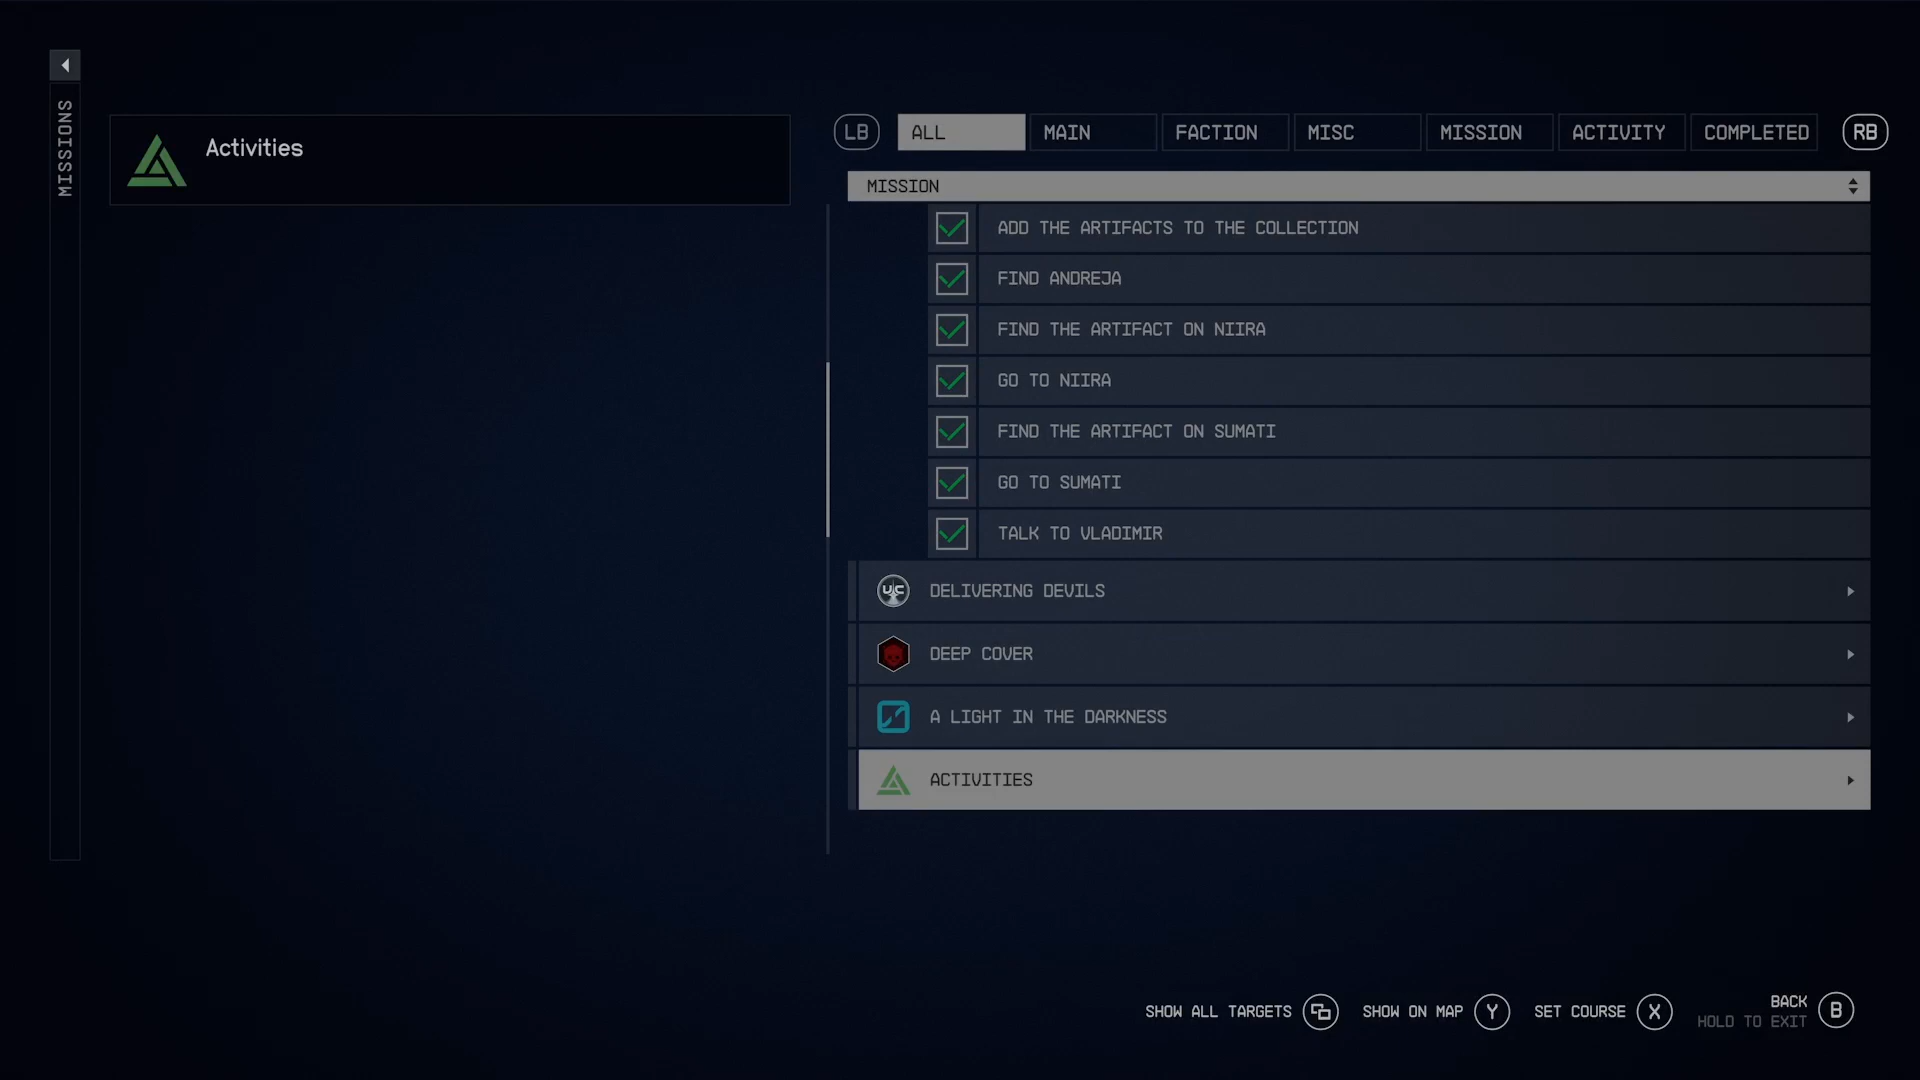 MISSIONS
Activities
LB
ALL
MAIN
FACTION
MISC
MISSION
ACTIVITY
COMPLETED
RB
MISSION
ADD THE ARTIFACTS TO THE COLLECTION
FIND ANDREJA
FIND THE ARTIFACT ON NIIRA
GO TO NIIRA
FIND THE ARTIFACT ON SUMATI
GO TO SUMATI
TALK TO VLADIMIR
UC
DELIVERING DEVILS
DEEP COVER
A LIGHT IN THE DARKNESS
ACTIVITIES
SHOW ALL TARGETS
SHOW ON MAP Y
SET COURSE X
BACK B
HOLD TO EXIT